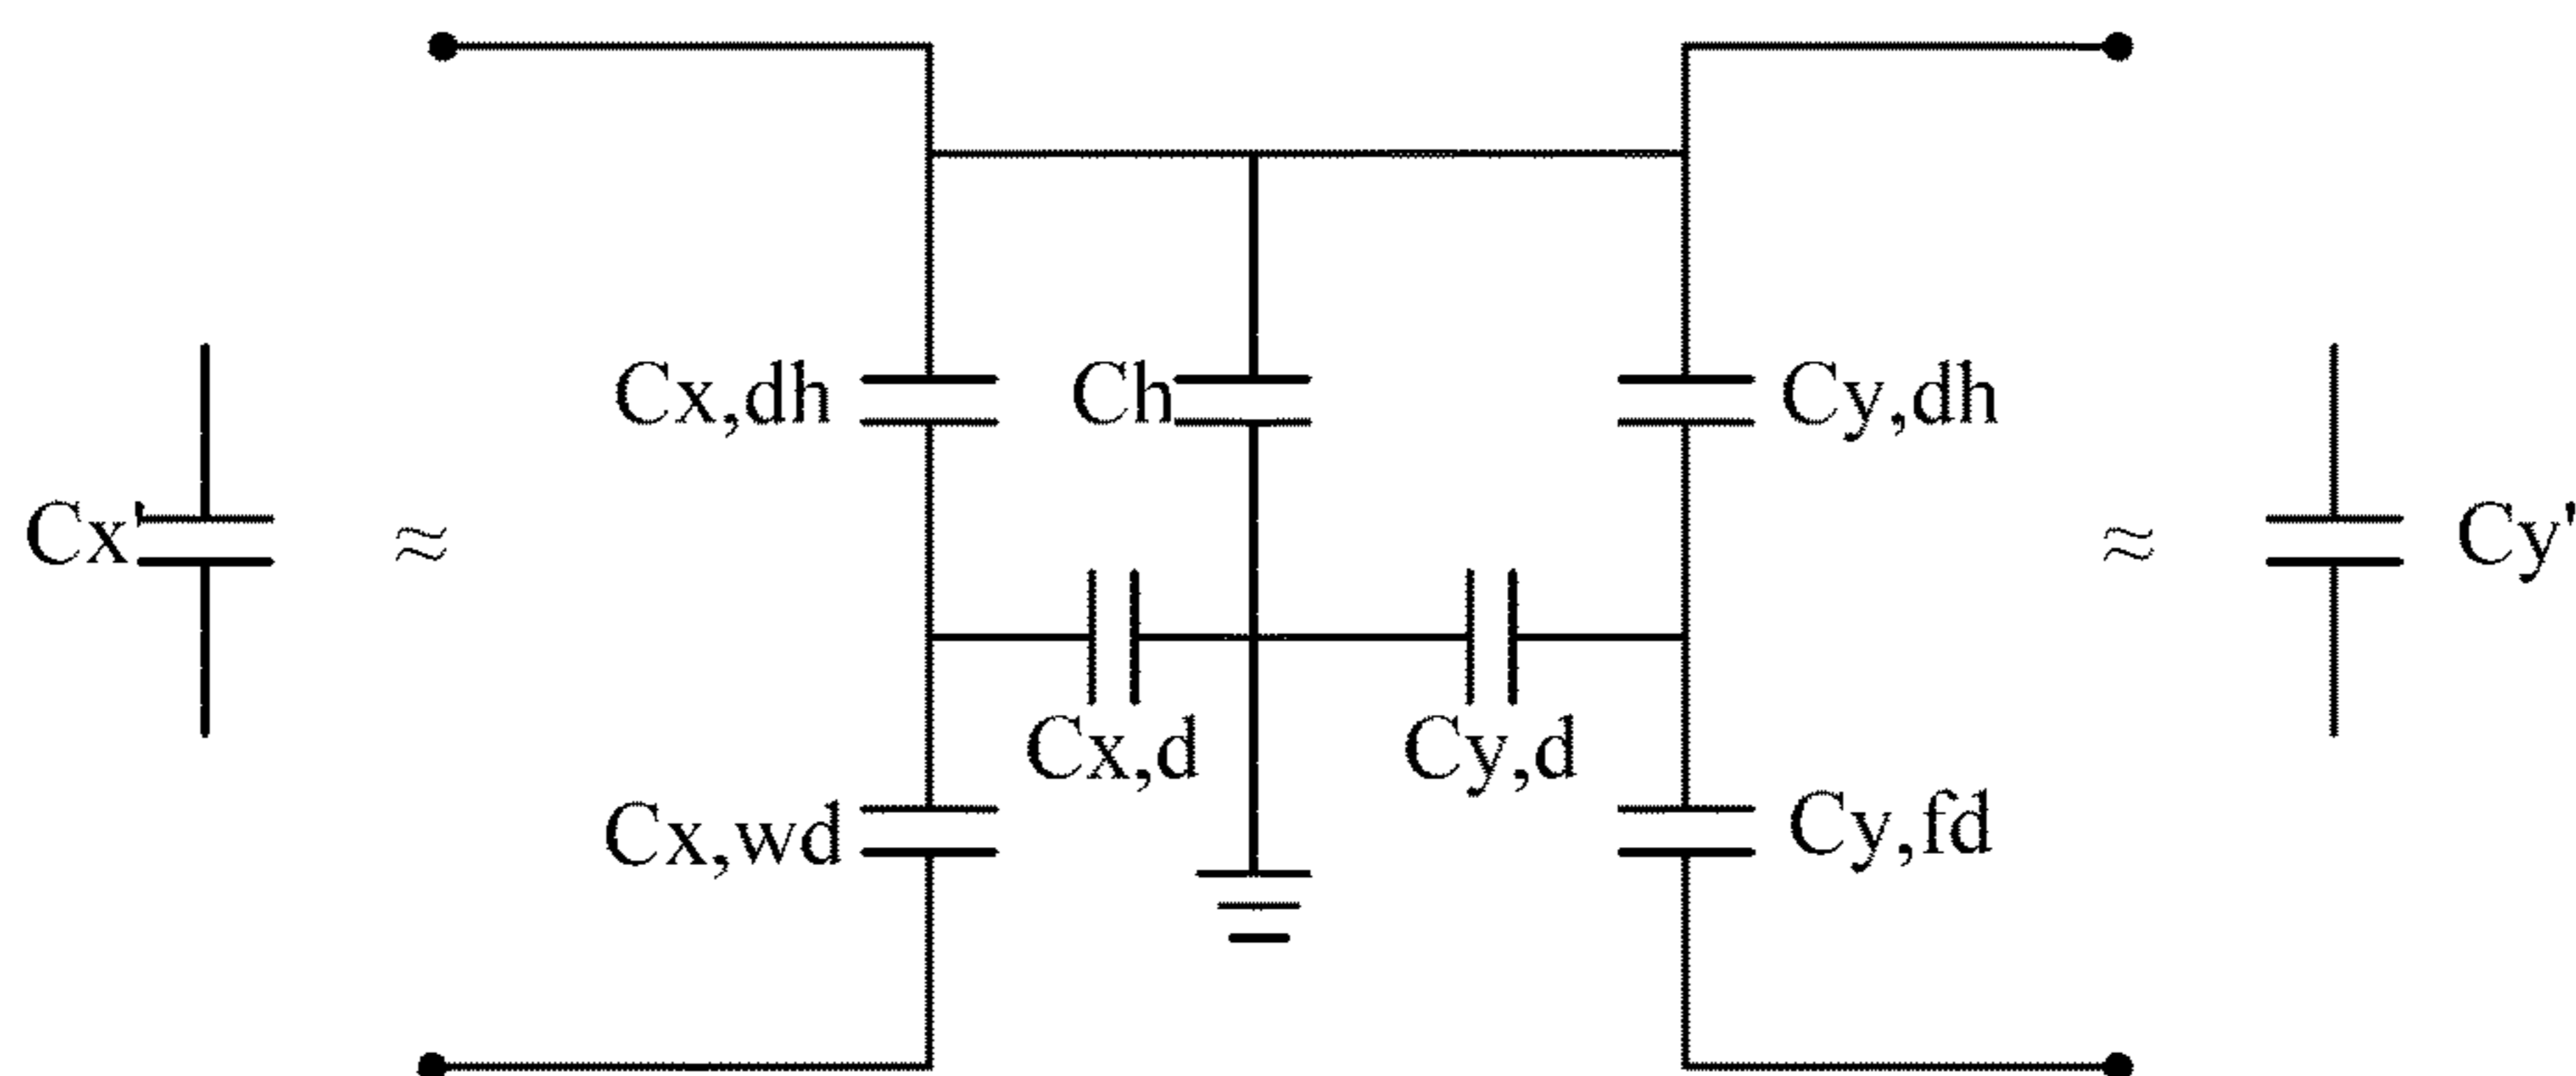 Cx,dh Ch Cy,dh
Cx' ≈ ≈ Cy'
Cx,d Cy,d
Cx,wd Cy,fd